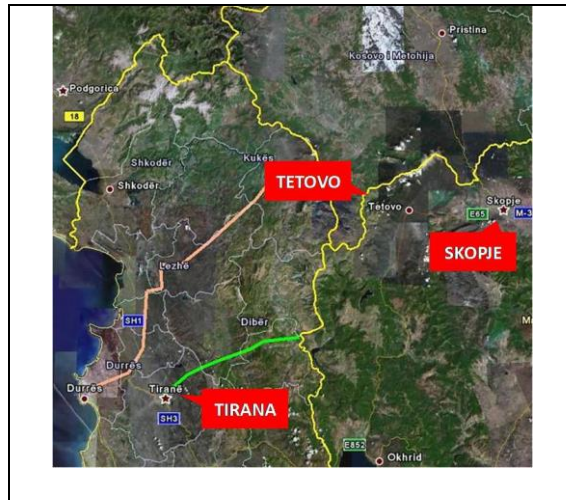 Pristina
Kosovo i Metohija
Podgorica
18
Shkodër
Kukës
TETOVO
Shkodër
Tetovo
Skopje
E65
M-3
SKOPJE
Lezhë
SH1
Dibër
Durrës
Durrës
Tiranë
TIRANA
SH3
E852
Okhrid